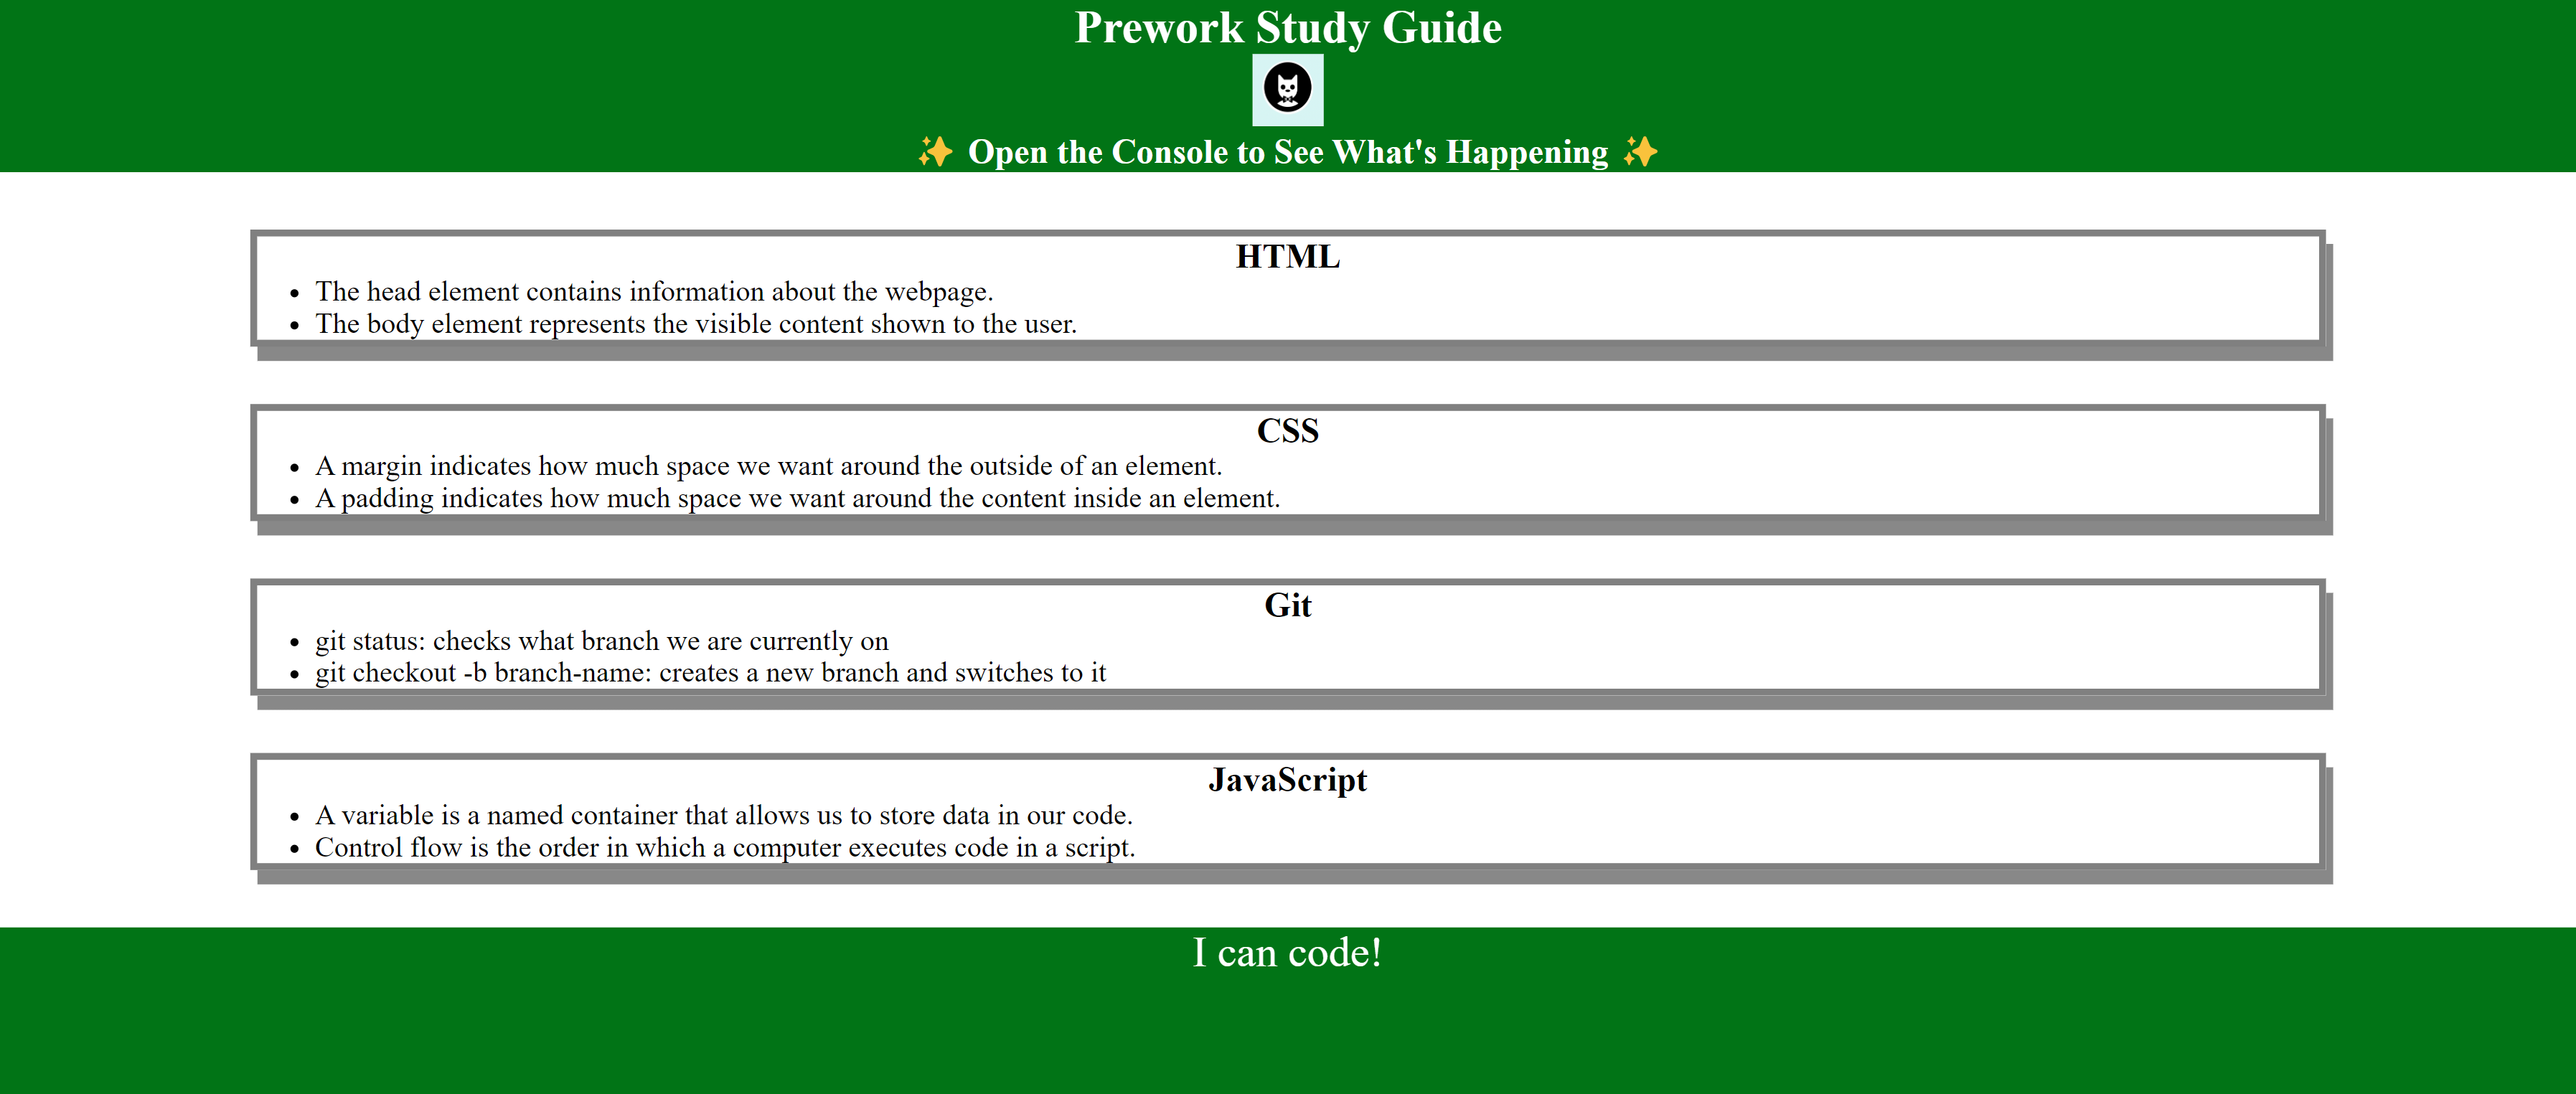 Prework Study Guide
✨ Open the Console to See What's Happening ✨
HTML
• The head element contains information about the webpage.
• The body element represents the visible content shown to the user.
CSS
• A margin indicates how much space we want around the outside of an element.
• A padding indicates how much space we want around the content inside an element.
Git
• git status: checks what branch we are currently on
• git checkout -b branch-name: creates a new branch and switches to it
JavaScript
• A variable is a named container that allows us to store data in our code.
• Control flow is the order in which a computer executes code in a script.
I can code!